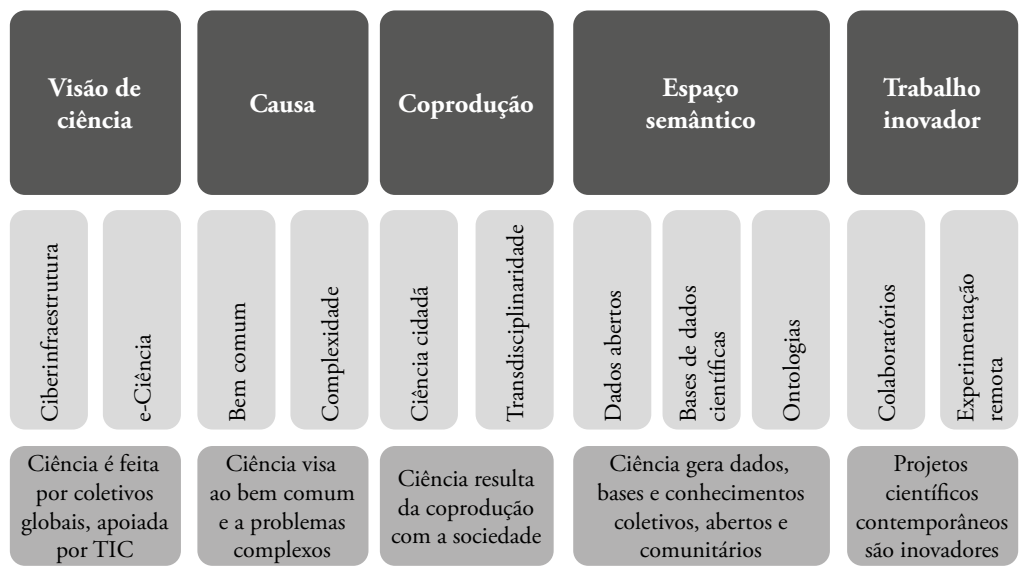 Visão de
ciência
Causa
Coprodução
Espaço
semântico
Trabalho
inovador
Ciberinfraestrutura
e-Ciência
Bem comum
Complexidade
Ciência cidadã
Transdisciplinaridade
Dados abertos
Bases de dados
científicas
Ontologias
Colaboratórios
Experimentação
remota
Ciência é feita
por coletivos
globais, apoiada
por TIC
Ciência visa
ao bem comum
e a problemas
complexos
Ciência resulta
da coprodução
com a sociedade
Ciência gera dados,
bases e conhecimentos
coletivos, abertos e
comunitários
Projetos
científicos
contemporâneos
são inovadores